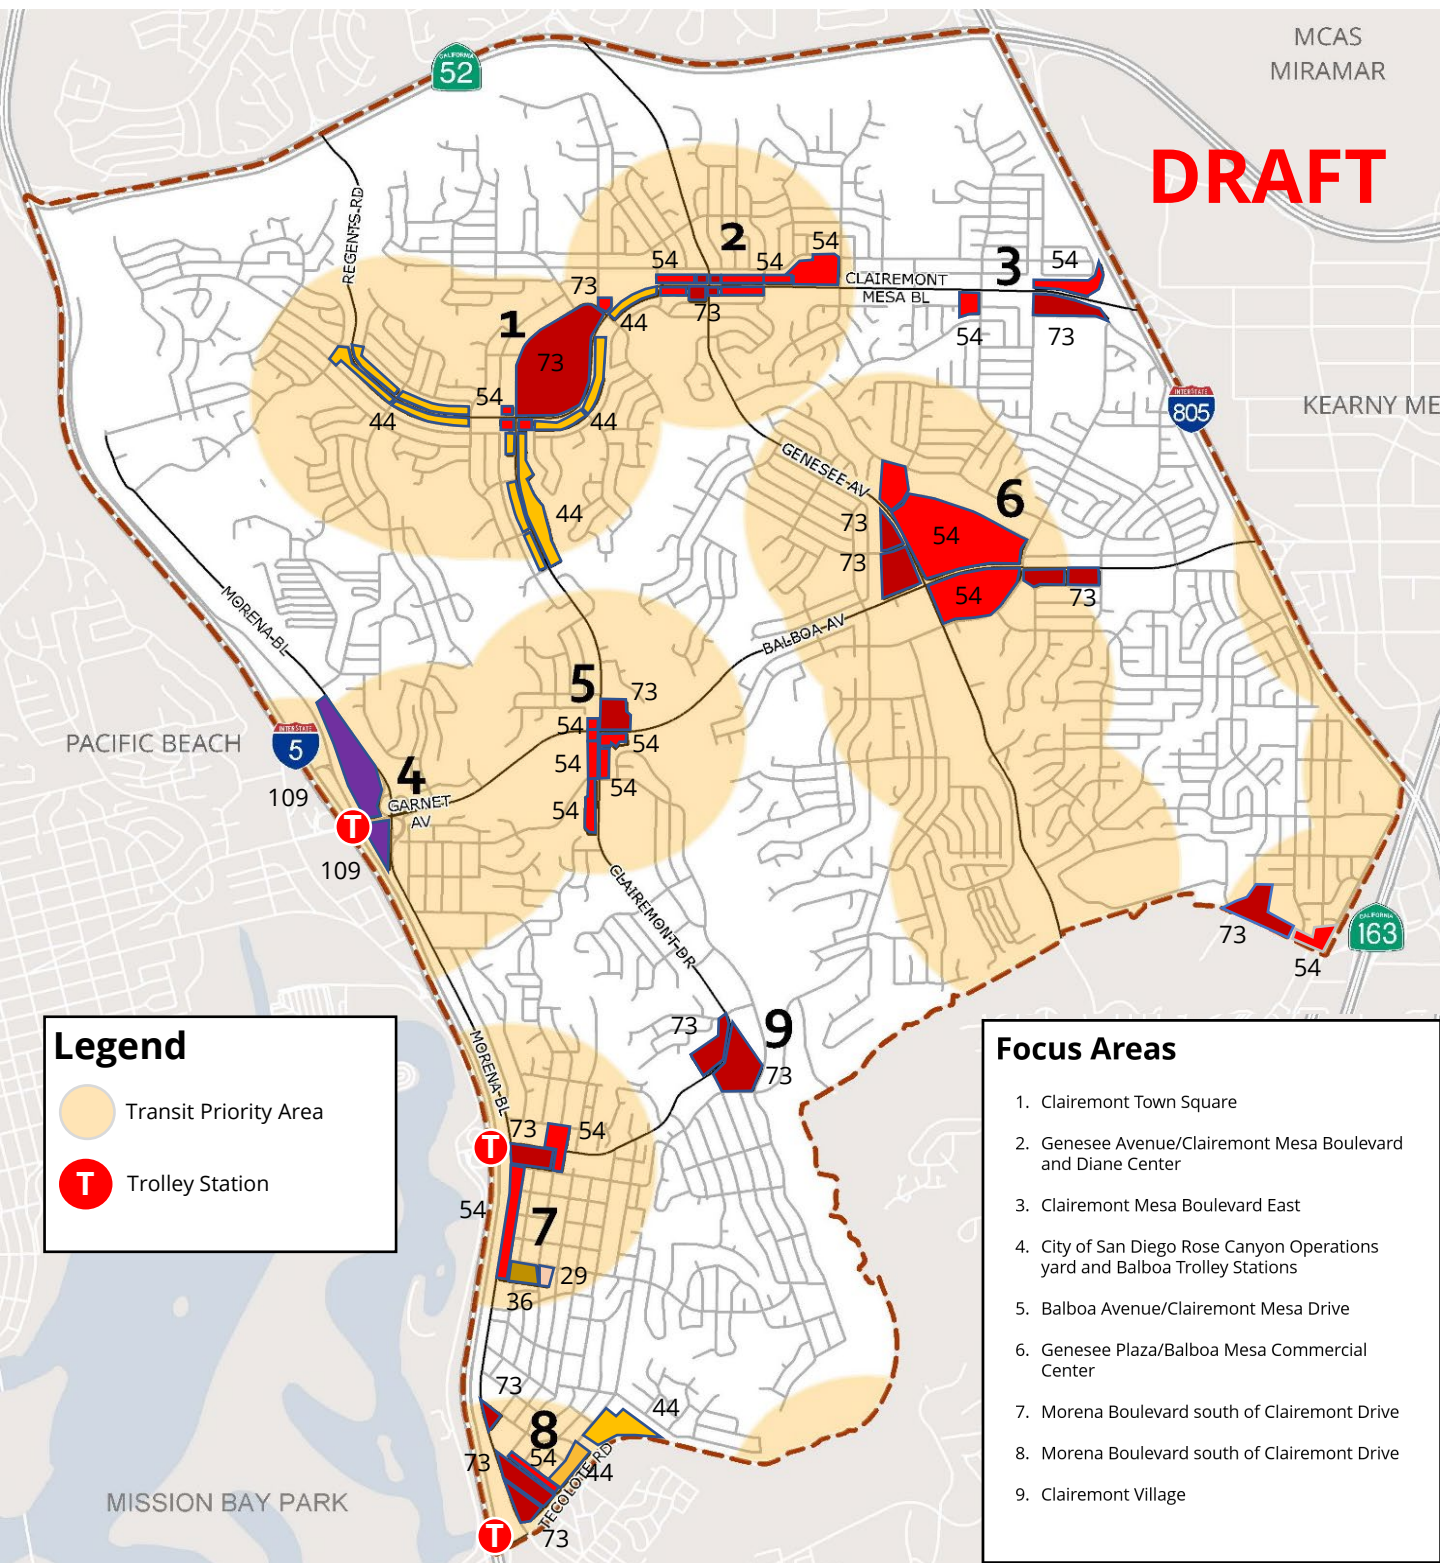 MCAS
MIRAMAR
CALIFORNIA
52
DRAFT
REGENTS RD
2
54
54
54
CLAIREMONT
MESA BL
73
3
54
54
73
73
1
44
73
54
44
44
44
INTERSTATE
805
KEARNY ME
GENESEE AV
6
73
54
73
54
73
BALBOA AV
MORENA BL
PACIFIC BEACH
INTERSTATE
5
109
T
109
4
GARNET
AV
5
73
54
54
54
54
54
CLAIREMONT DR
73
54
CALIFORNIA
163
9
73
73
MORENA BL
T
73
54
54
7
29
36
73
8
44
73
54
44
TECOLOTE RD
73
T
MISSION BAY PARK
Legend
Transit Priority Area
T
Trolley Station
Focus Areas
1. Clairemont Town Square
2. Genesee Avenue/Clairemont Mesa Boulevard
and Diane Center
3. Clairemont Mesa Boulevard East
4. City of San Diego Rose Canyon Operations
yard and Balboa Trolley Stations
5. Balboa Avenue/Clairemont Mesa Drive
6. Genesee Plaza/Balboa Mesa Commercial
Center
7. Morena Boulevard south of Clairemont Drive
8. Morena Boulevard south of Clairemont Drive
9. Clairemont Village